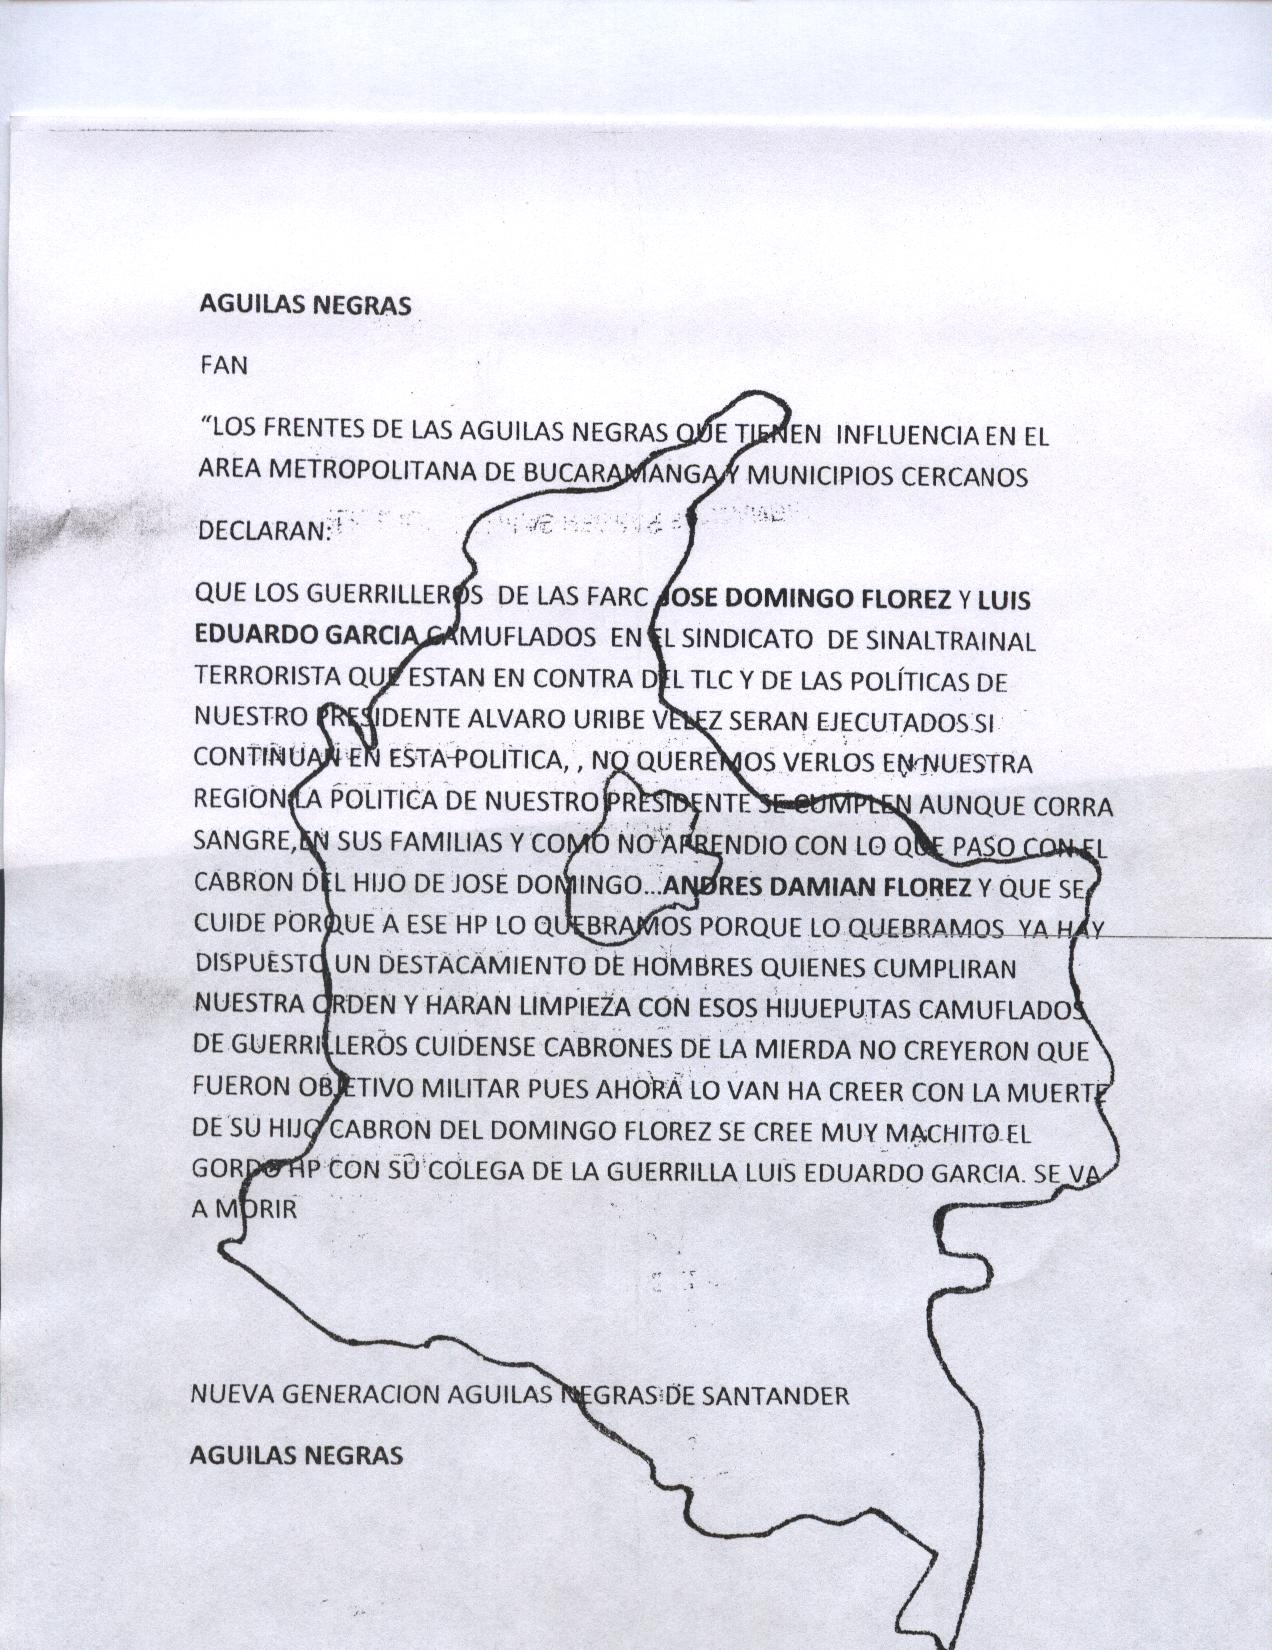 AGUILAS NEGRAS
FAN
“LOS FRENTES DE LAS AGUILAS NEGRAS QUE TIENEN INFLUENCIA EN EL
AREA METROPOLITANA DE BUCARAMANGA Y MUNICIPIOS CERCANOS
DECLARAN:
QUE LOS GUERRILLEROS DE LAS FARC JOSE DOMINGO FLOREZ Y LUIS
EDUARDO GARCIA CAMUFLADOS EN EL SINDICATO DE SINALTRAINAL
TERRORISTA QUE ESTAN EN CONTRA DEL TLC Y DE LAS POLÍTICAS DE
NUESTRO PRESIDENTE ALVARO URIBE VELEZ SERAN EJECUTADOS SI
CONTINUAN EN ESTA POLITICA, , NO QUEREMOS VERLOS EN NUESTRA
REGION LA POLITICA DE NUESTRO PRESIDENTE SE CUMPLEN AUNQUE CORRA
SANGRE,EN SUS FAMILIAS Y COMO NO APRENDIO CON LO QUE PASO CON EL
CABRON DEL HIJO DE JOSE DOMINGO...ANDRES DAMIAN FLOREZ Y QUE SE
CUIDE PORQUE A ESE HP LO QUEBRAMOS PORQUE LO QUEBRAMOS YA HAY
DISPUESTO UN DESTACAMIENTO DE HOMBRES QUIENES CUMPLIRAN
NUESTRA ORDEN Y HARAN LIMPIEZA CON ESOS HIJUEPUTAS CAMUFLADOS
DE GUERRILLEROS CUIDENSE CABRONES DE LA MIERDA NO CREYERON QUE
FUERON OBJETIVO MILITAR PUES AHORA LO VAN HA CREER CON LA MUERTE
DE SU HIJO CABRON DEL DOMINGO FLOREZ SE CREE MUY MACHITO EL
GORDO HP CON SU COLEGA DE LA GUERRILLA LUIS EDUARDO GARCIA. SE VA
A MORIR
NUEVA GENERACION AGUILAS NEGRAS DE SANTANDER
AGUILAS NEGRAS